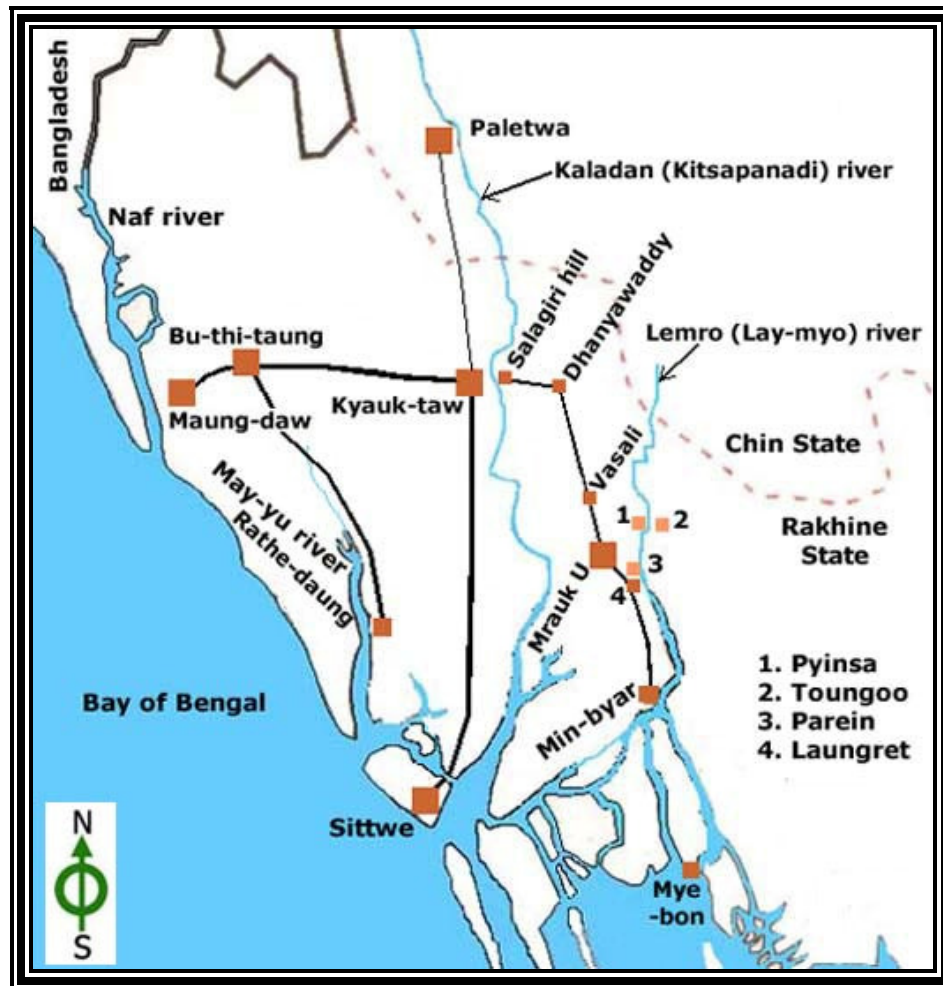 Bangladesh
Paletwa
Kaladan (Kitsapanadi) river
Naf river
Salagiri hill
Dhanyawaddy
Bu-thi-taung
Lemro (Lay-myo) river
Maung-daw
Kyauk-taw
Vasali
Chin State
May-yu river
Rathe-daung
1
2
Rakhine
State
3
4
Mrauk U
1. Pyinsa
2. Toungoo
3. Parein
4. Laungret
Bay of Bengal
Min-byar
Sittwe
N
S
Mye
-bon